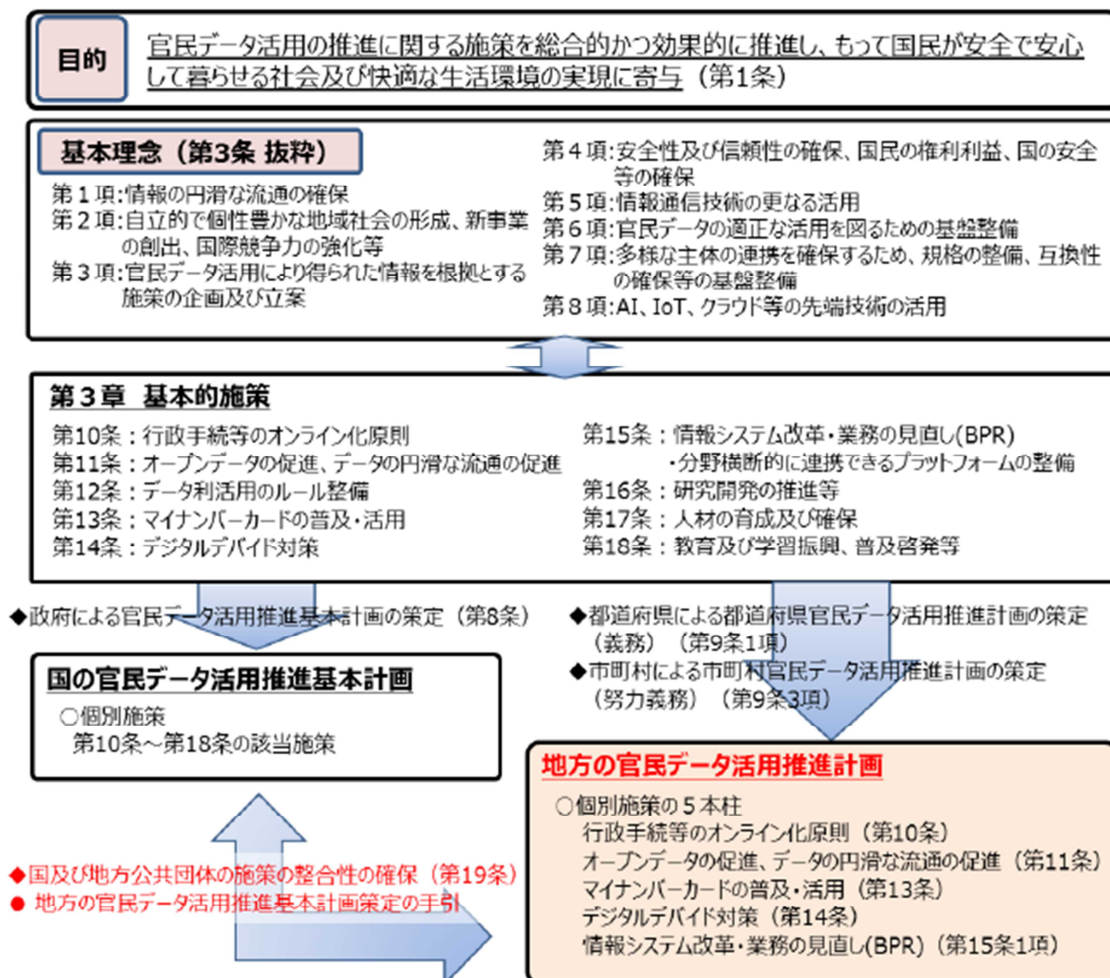 目的
官民データ活用の推進に関する施策を総合的かつ効果的に推進し、もって国民が安全で安心
して暮らせる社会及び快適な生活環境の実現に寄与（第1条）
基本理念（第3条 抜粋）
第１項:情報の円滑な流通の確保
第２項:自立的で個性豊かな地域社会の形成、新事業
の創出、国際競争力の強化等
第３項:官民データ活用により得られた情報を根拠とする
施策の企画及び立案
第４項:安全性及び信頼性の確保、国民の権利利益、国の安全
等の確保
第５項:情報通信技術の更なる活用
第６項:官民データの適正な活用を図るための基盤整備
第７項:多様な主体の連携を確保するため、規格の整備、互換性
の確保等の基盤整備
第８項:AI、IoT、クラウド等の先端技術の活用
第３章 基本的施策
第10条：行政手続等のオンライン化原則
第11条：オープンデータの促進、データの円滑な流通の促進
第12条：データ利活用のルール整備
第13条：マイナンバーカードの普及・活用
第14条：デジタルデバイド対策
第15条：情報システム改革・業務の見直し(BPR)
・分野横断的に連携できるプラットフォームの整備
第16条：研究開発の推進等
第17条：人材の育成及び確保
第18条：教育及び学習振興、普及啓発等
◆政府による官民データ活用推進基本計画の策定（第8条）
国の官民データ活用推進基本計画
○個別施策
第10条～第18条の該当施策
◆都道府県による都道府県官民データ活用推進計画の策定
（義務）（第9条1項）
◆市町村による市町村官民データ活用推進計画の策定
（努力義務）（第9条3項）
地方の官民データ活用推進計画
○個別施策の５本柱
行政手続等のオンライン化原則（第10条）
オープンデータの促進、データの円滑な流通の促進（第11条）
マイナンバーカードの普及・活用（第13条）
デジタルデバイド対策（第14条）
情報システム改革・業務の見直し(BPR)（第15条1項）
◆国及び地方公共団体の施策の整合性の確保（第19条）
● 地方の官民データ活用推進基本計画策定の手引